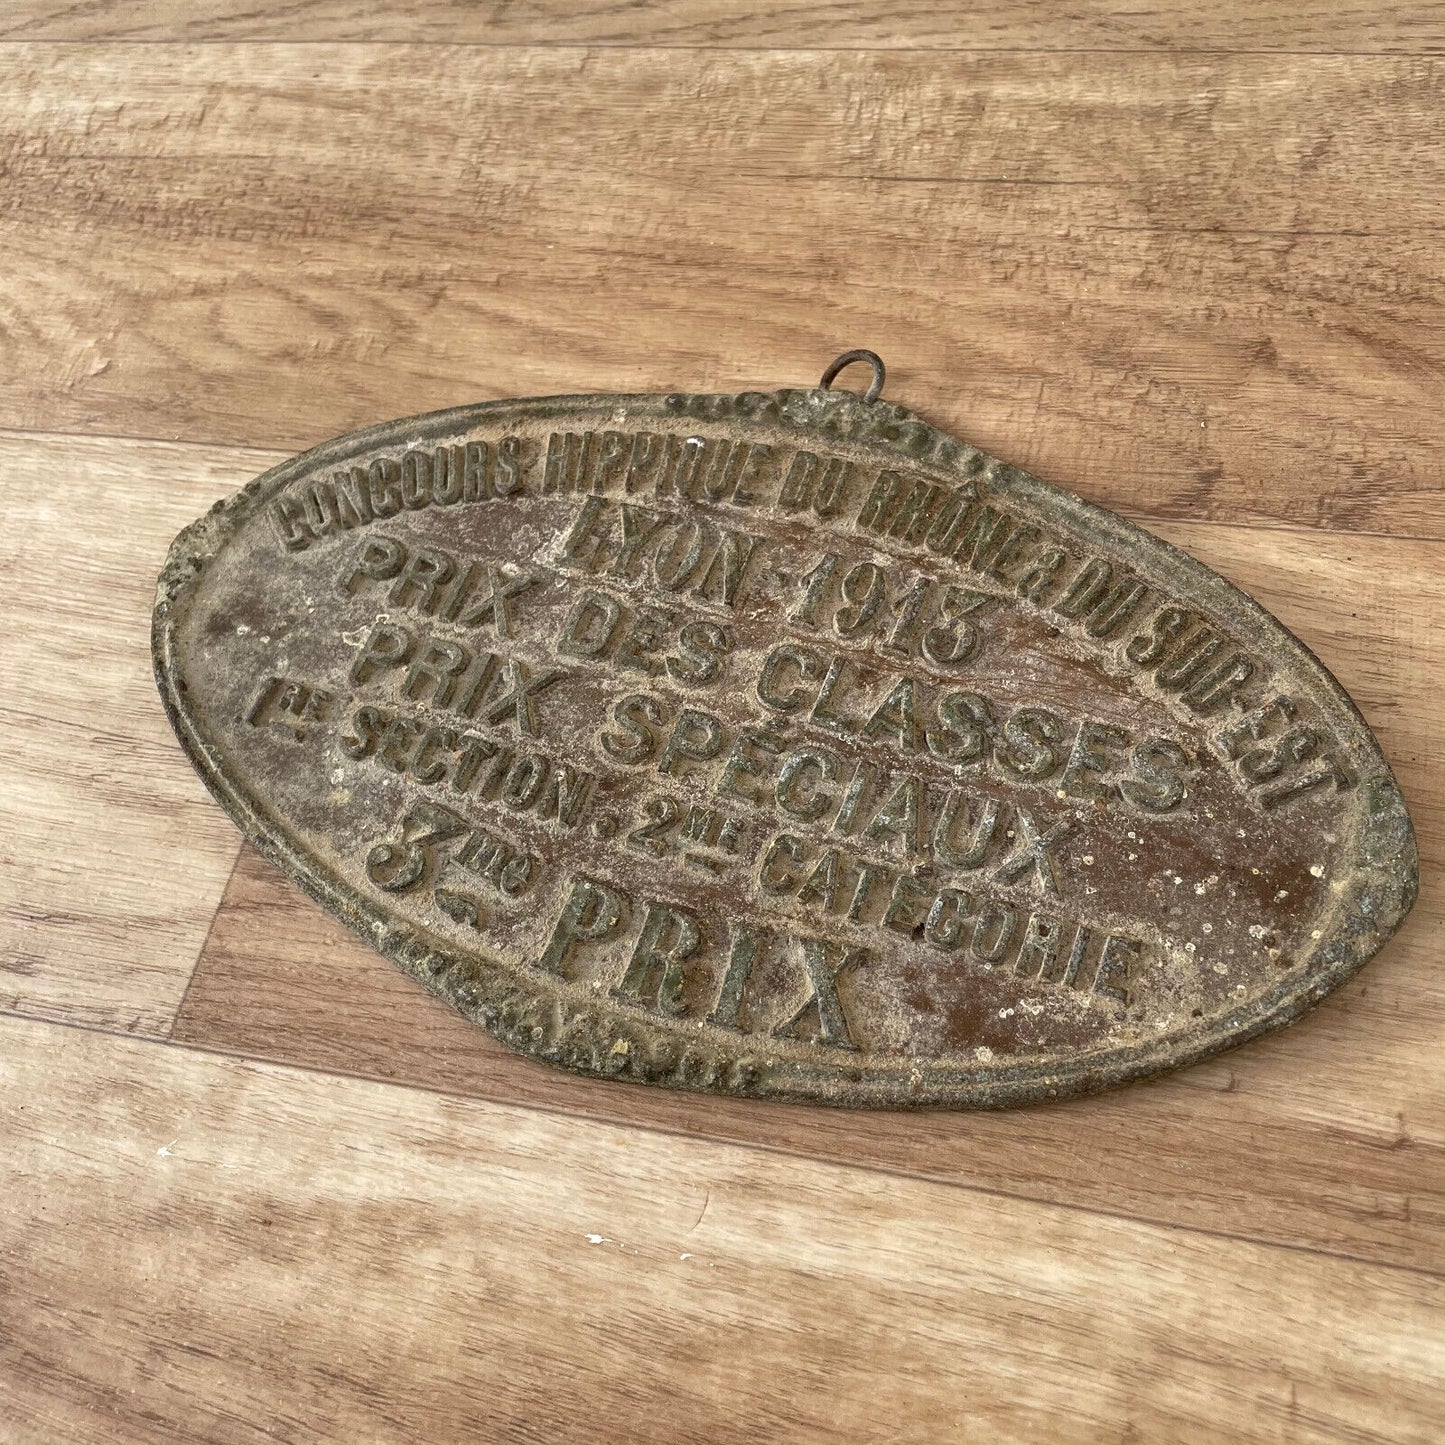 CONCOURS HIPPIQUE DU RHÔNE & DU SUD-EST
LYON 1913
PRIX DES CLASSES
PRIX SPÉCIAUX
1RE SECTION . 2ME CATÉGORIE
3me PRIX